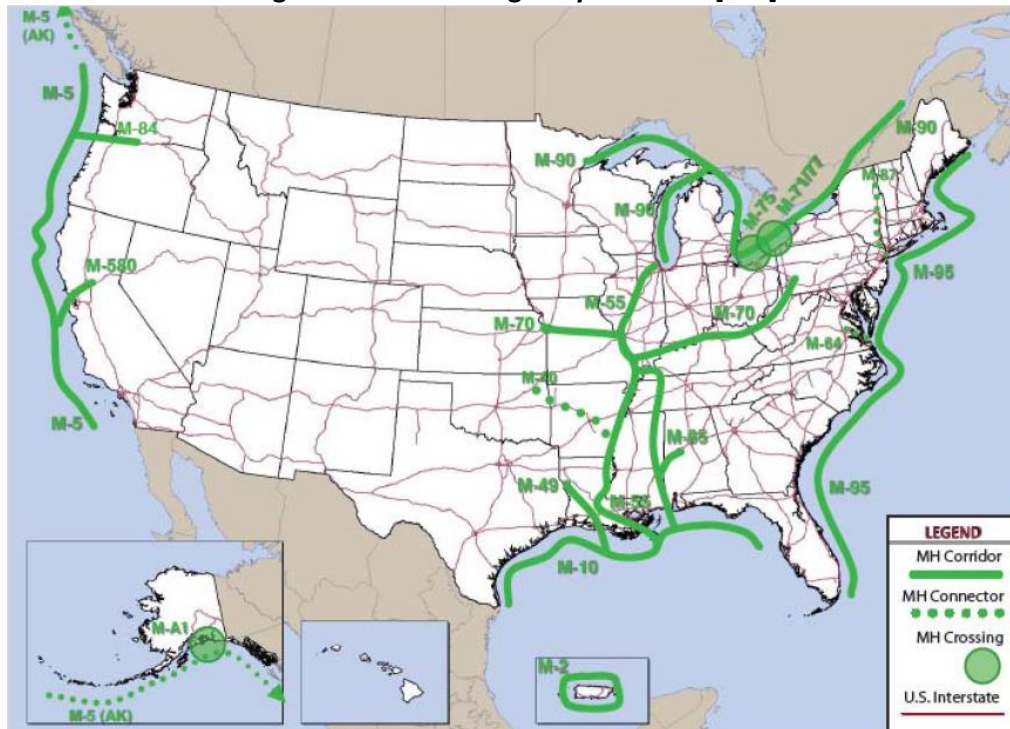 M-5
(AK)
M-5
M-84
M-90
M-90
M-87
M-75
M-71/77
M-90
M-580
M-95
M-55
M-70
M-70
M-64
M-40
M-5
M-65
M-49
M-55
M-95
M-10
LEGEND
MH Corridor
MH Connector
MH Crossing
U.S. Interstate
M-A1
M-5 (AK)
M-2